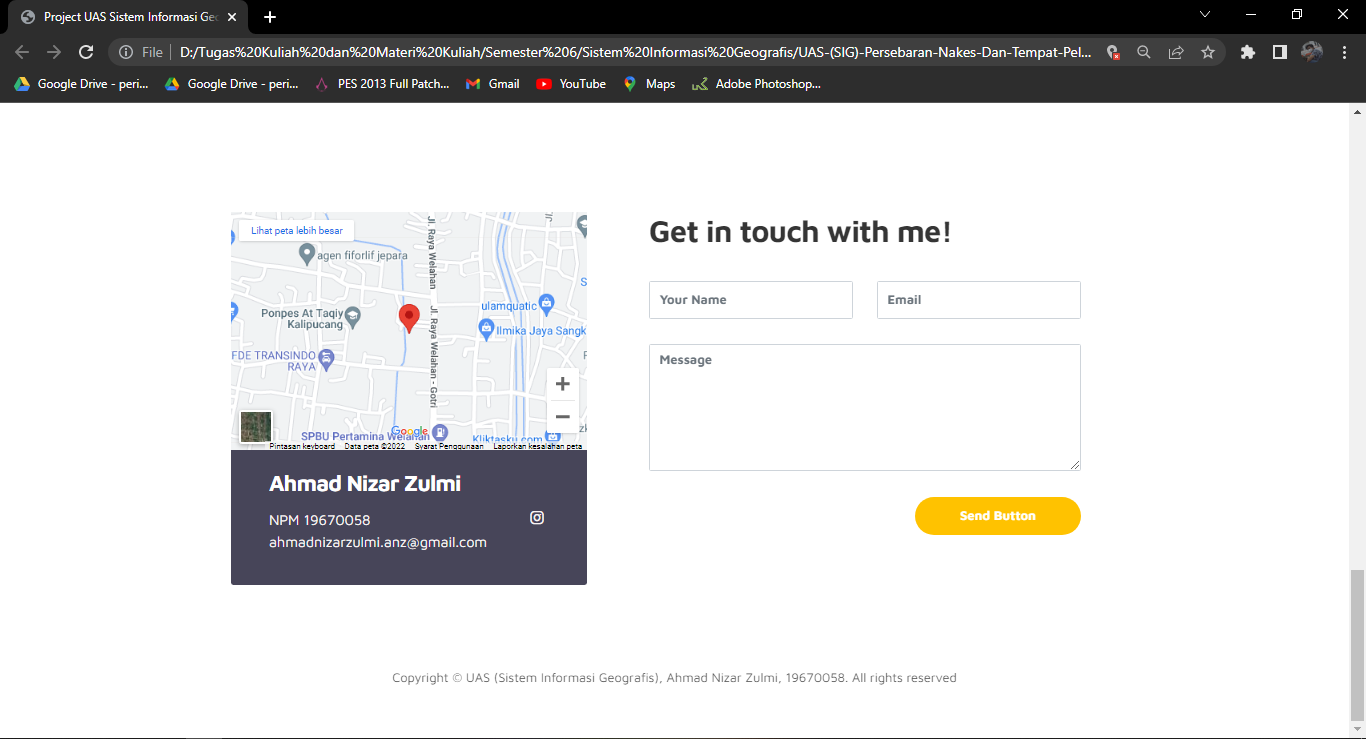 Project UAS Sistem Informasi Geo
File
D:/Tugas%20Kuliah%20dan%20Materi%20Kuliah/Semester%206/Sistem%20Informasi%20Geografis/UAS-(SIG)-Persebaran-Nakes-Dan-Tempat-Pel...
Google Drive - peri...
Google Drive - peri...
PES 2013 Full Patch...
Gmail
YouTube
Maps
Adobe Photoshop...
Lihat peta lebih besar
agen fiforlif jepara
Jl. Raya Welahan
ulamquatic
Ponpes At Taqiy
Kalipucang
Ilmika Jaya Sangk
Jl. Raya Welahan - Gotri
FDE TRANSINDO
RAYA
SPBU Pertamina Welahan
Google
Kliktasku.com
Pintasan keyboard
Data peta ©2022
Syarat Penggunaan
Laporkan kesalahan peta
Ahmad Nizar Zulmi
NPM 19670058
ahmadnizarzulmi.anz@gmail.com
Get in touch with me!
Your Name
Email
Message
Send Button
Copyright © UAS (Sistem Informasi Geografis), Ahmad Nizar Zulmi, 19670058. All rights reserved